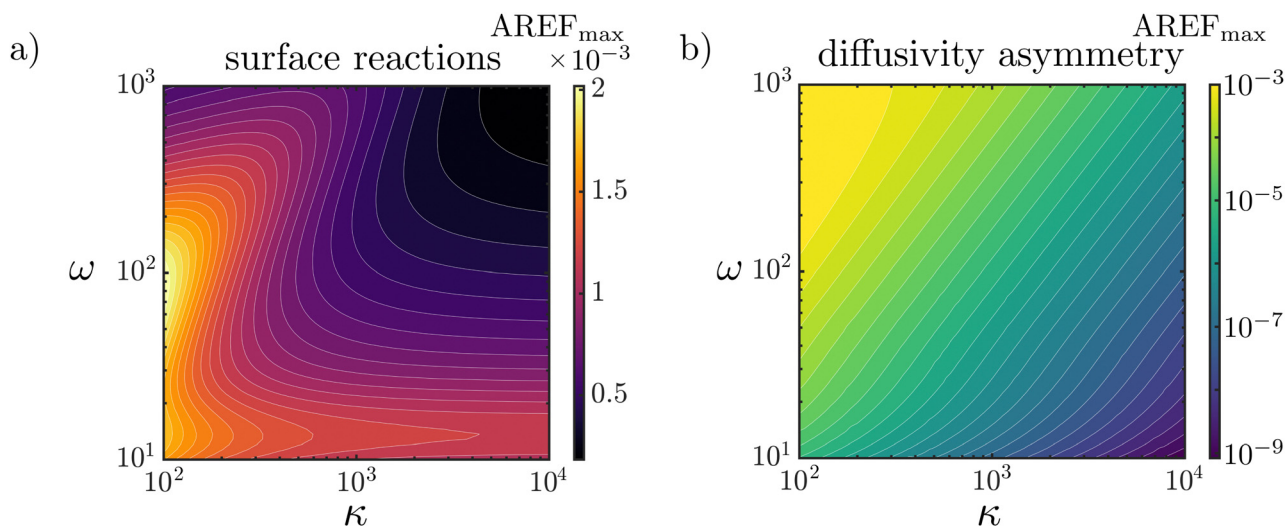 a)
surface reactions
AREF_max
× 10^−3
10^3
10^2
10^1
ω
10^2
10^3
10^4
κ
2
1.5
1
0.5
b)
diffusivity asymmetry
AREF_max
10^3
10^2
10^1
ω
10^2
10^3
10^4
κ
10^−3
10^−5
10^−7
10^−9